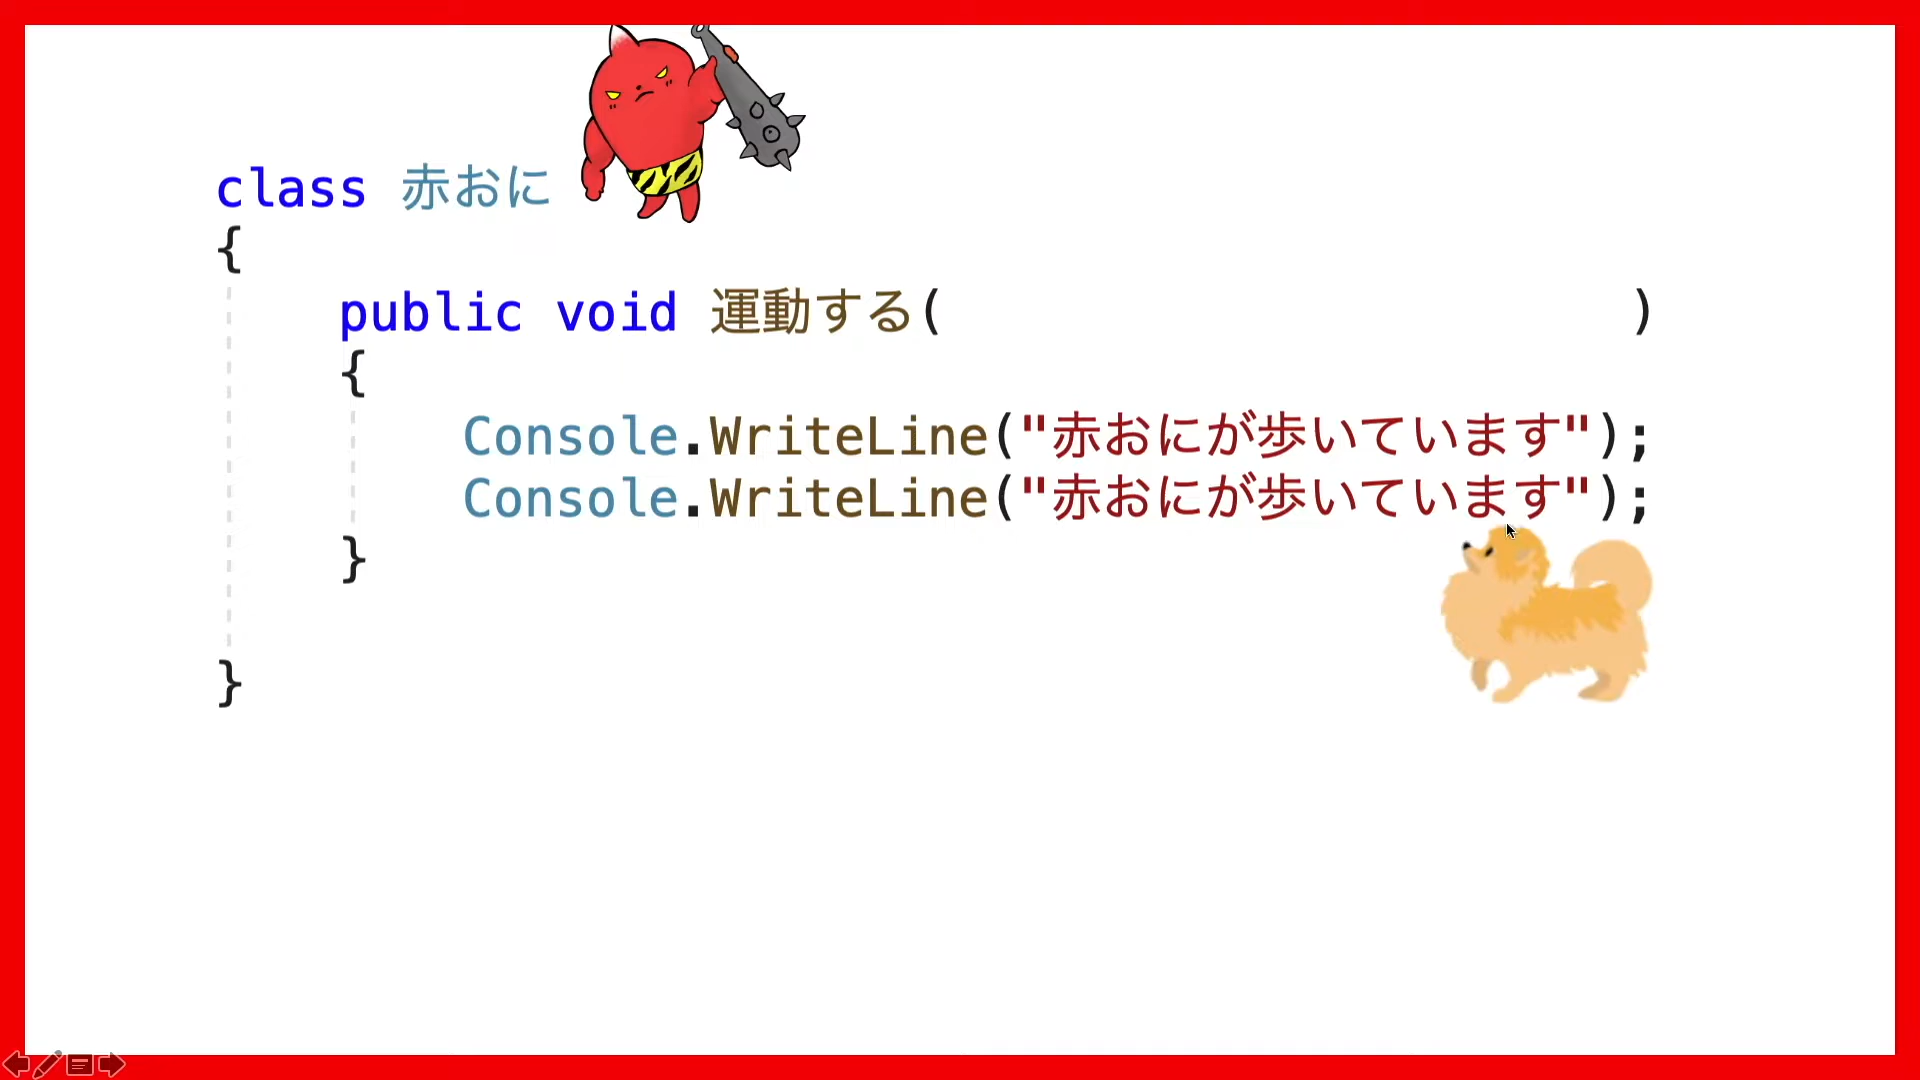 class 赤おに
{
public void 運動する( )
{
Console.WriteLine("赤おにが歩いています");
Console.WriteLine("赤おにが歩いています");
}
}